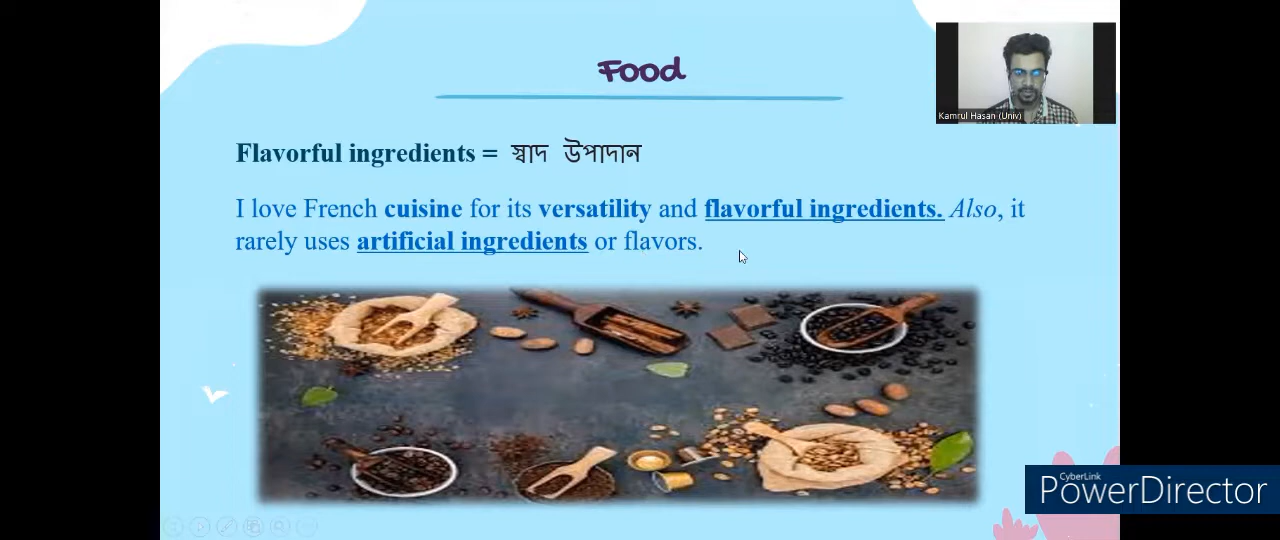 Food
Kamrul Hasan (Univ)
Flavorful ingredients = স্বাদ উপাদান
I love French cuisine for its versatility and flavorful ingredients. Also, it
rarely uses artificial ingredients or flavors.
CyberLink
PowerDirector